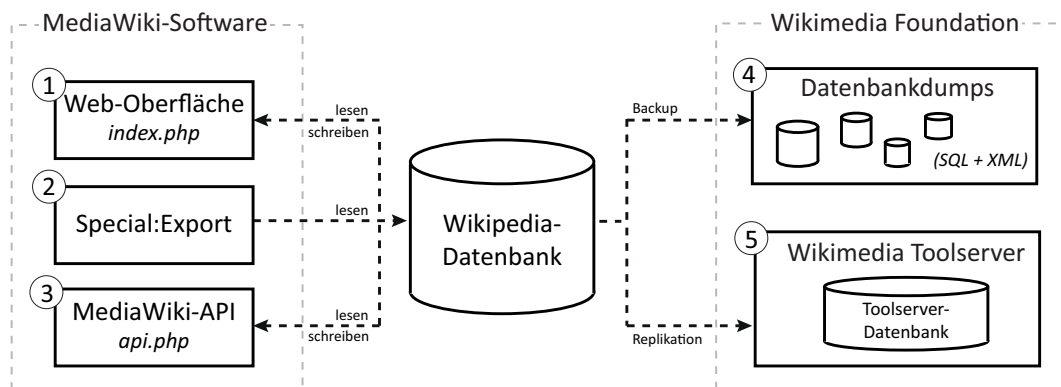 MediaWiki-Software
1
Web-Oberfläche
index.php
2
Special:Export
3
MediaWiki-API
api.php
lesen
schreiben
lesen
lesen
schreiben
Wikipedia-
Datenbank
Backup
Replikation
Wikimedia Foundation
4
Datenbankdumps
(SQL + XML)
5
Wikimedia Toolserver
Toolserver-
Datenbank